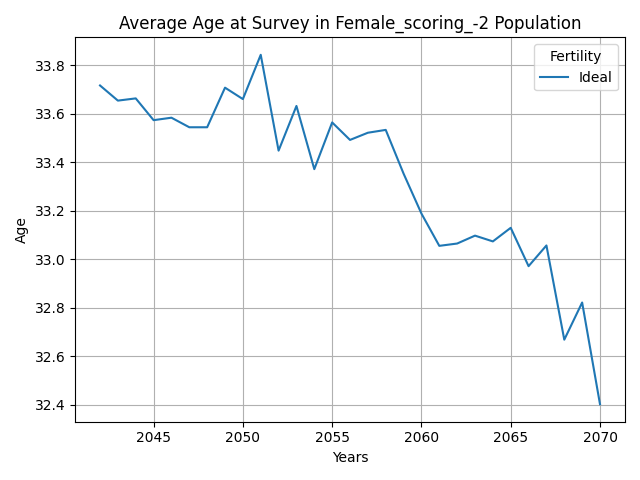 Average Age at Survey in Female_scoring_-2 Population
Fertility
Ideal
33.8
33.6
33.4
33.2
33.0
32.8
32.6
32.4
Age
2045 2050 2055 2060 2065 2070
Years